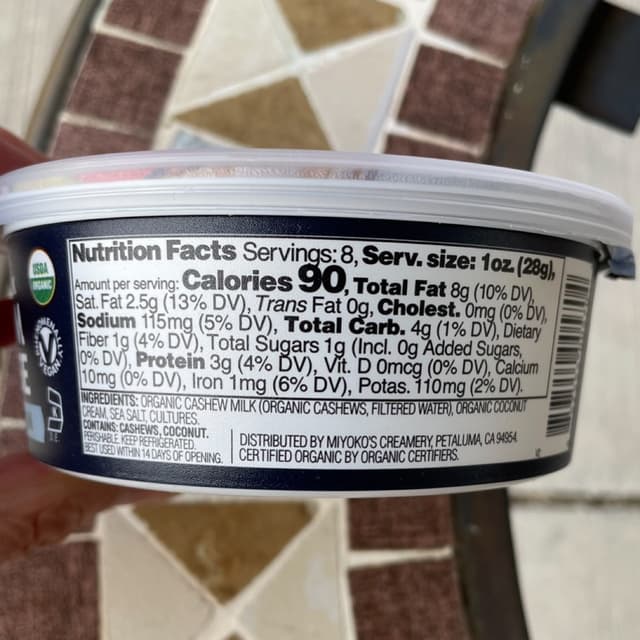 Nutrition Facts Servings: 8, Serv. size: 1oz. (28g),
Amount per serving: Calories 90, Total Fat 8g (10% DV),
Sat. Fat 2.5g (13% DV), Trans Fat 0g, Cholest. 0mg (0% DV),
Sodium 115mg (5% DV), Total Carb. 4g (1% DV), Dietary
Fiber 1g (4% DV), Total Sugars 1g (Incl. 0g Added Sugars,
0% DV), Protein 3g (4% DV), Vit. D 0mcg (0% DV), Calcium
10mg (0% DV), Iron 1mg (6% DV), Potas. 110mg (2% DV).
INGREDIENTS: ORGANIC CASHEW MILK (ORGANIC CASHEWS, FILTERED WATER), ORGANIC COCONUT
CREAM, SEA SALT, CULTURES.
CONTAINS: CASHEWS, COCONUT.
PERISHABLE. KEEP REFRIGERATED.
BEST USED WITHIN 14 DAYS OF OPENING.
DISTRIBUTED BY MIYOKO'S CREAMERY, PETALUMA, CA 94954.
CERTIFIED ORGANIC BY ORGANIC CERTIFIERS.
USDA
ORGANIC
VEGAN